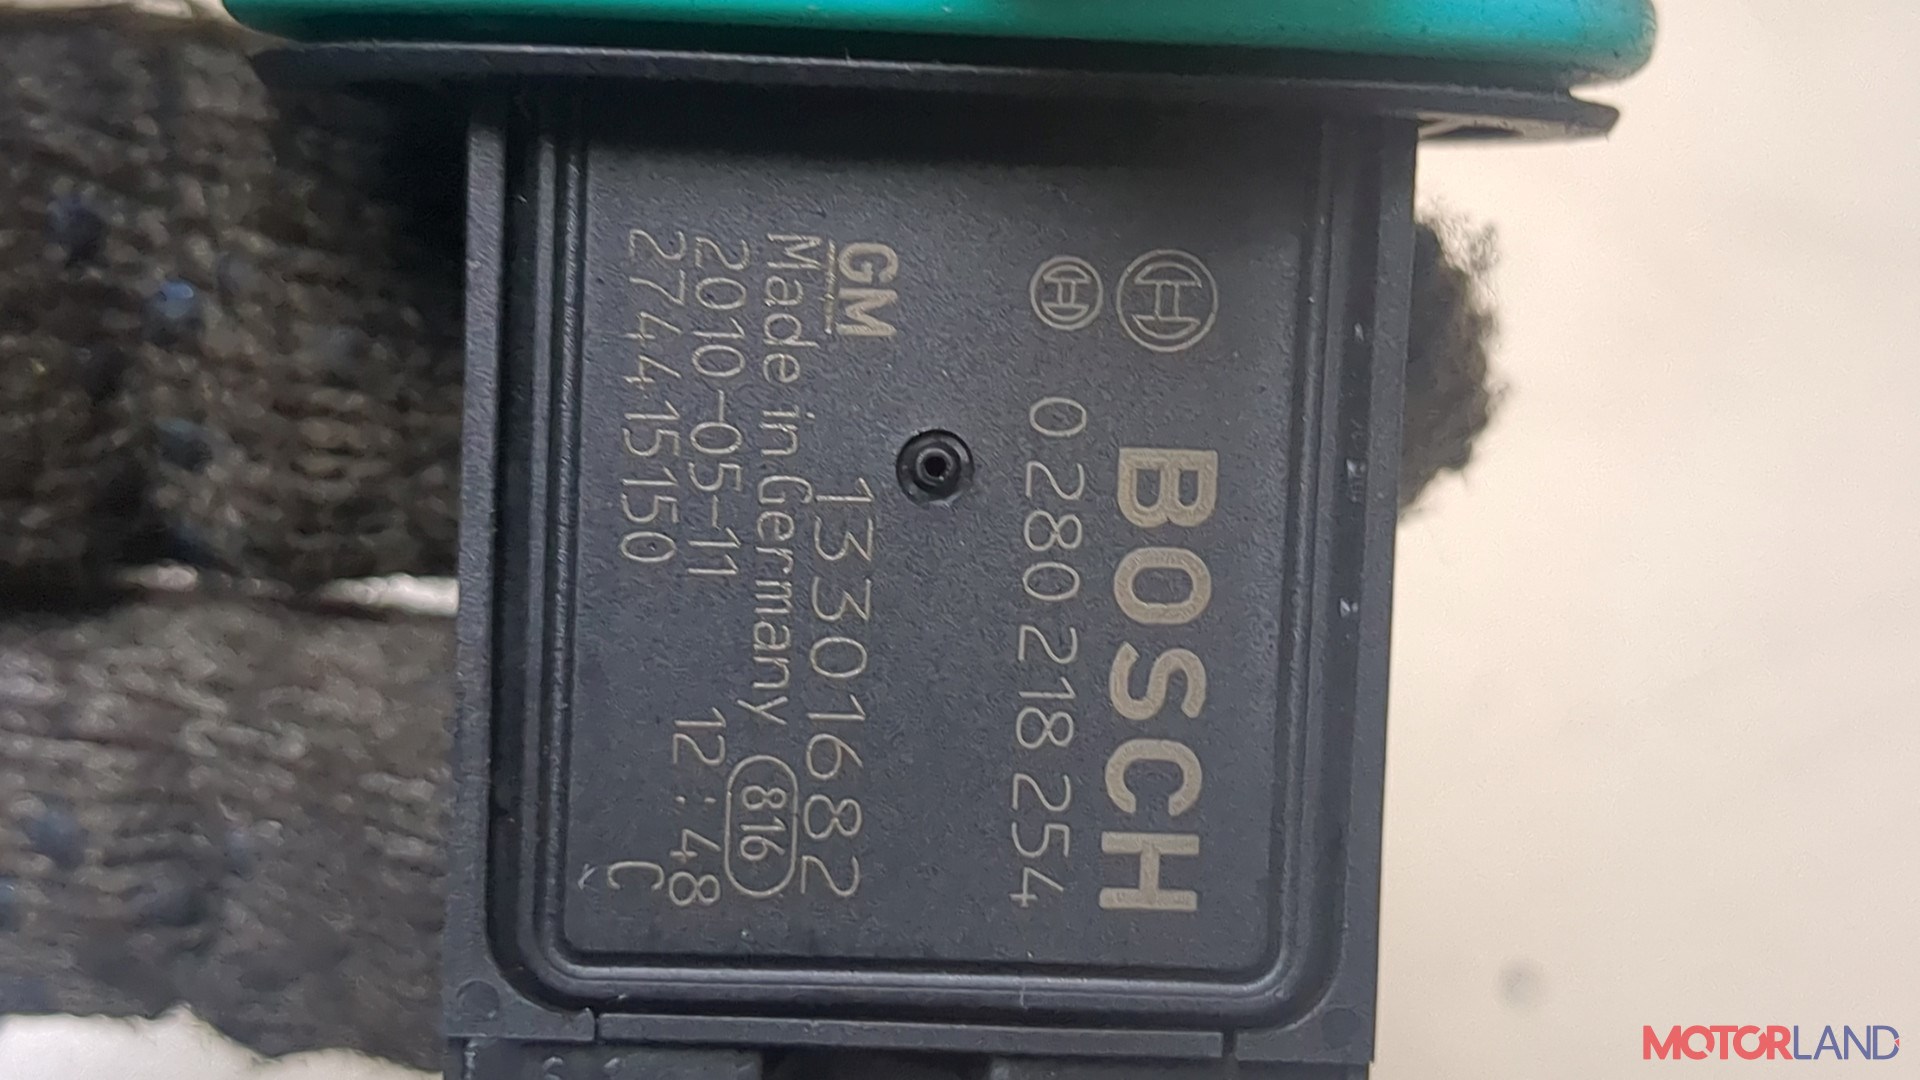 BOSCH
0 280 218 254
GM
13301682
Made in Germany 816
2010-05-11 12:48
2744 15150 C
MOTORLAND